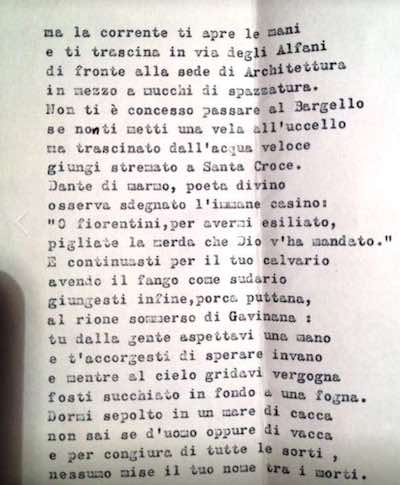 ma la corrente ti apre le mani
e ti trascina in via degli Alfani
di fronte alla sede di Architettura
in mezzo a mucchi di spazzatura.
Non ti è concesso passare al Bargello
se nonti metti una vela all'uccello
ma trascinato dall'acqua veloce
giungi stremato a Santa Croce.
Dante di marmo, poeta divino
osserva sdegnato l'immane casino:
"O fiorentini,per avermi esiliato,
pigliate la merda che Dio v'ha mandato."
E continuasti per il tuo calvario
avendo il fango come sudario
giungesti infine,porca puttana,
al rione sommerso di Gavinana :
tu dalla gente aspettavi una mano
e t'accorgesti di sperare invano
e mentre al cielo gridavi vergogna
fosti succhiato in fondo a una fogna.
Dormi sepolto in un mare di cacca
non sai se d'uomo oppure di vacca
e per congiura di tutte le sorti ,
nessuno mise il tuo nome tra i morti.